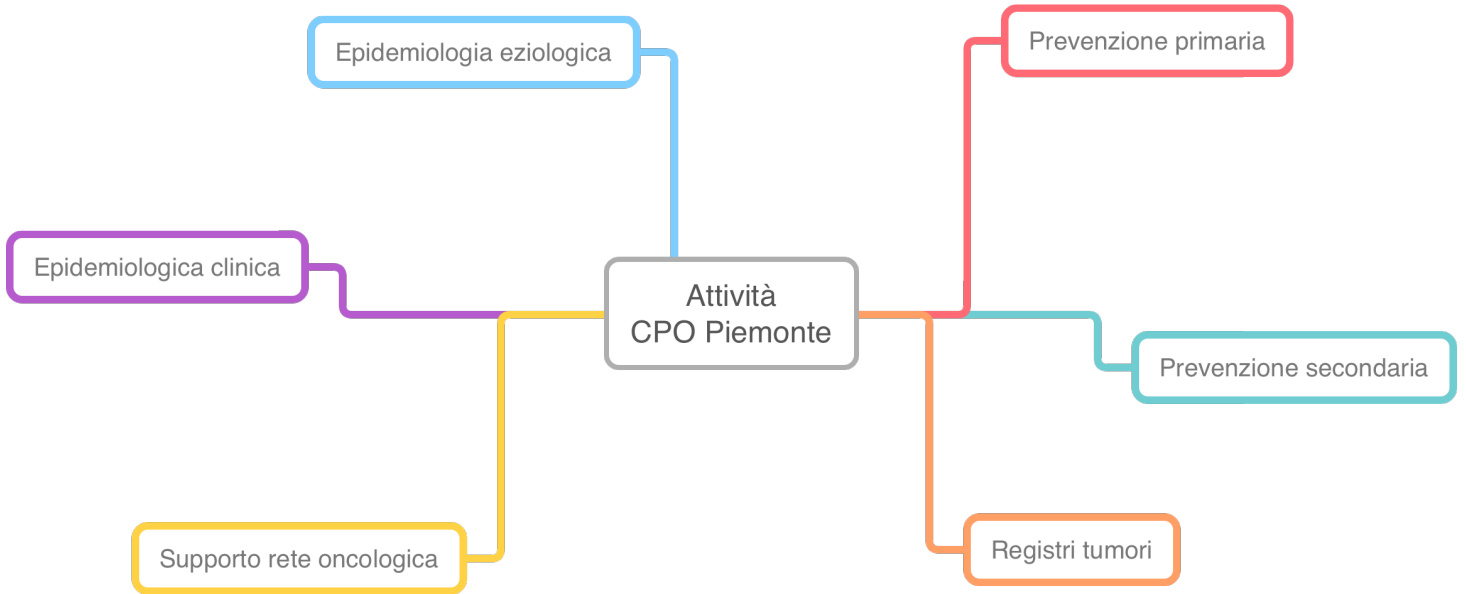 Epidemiologia eziologica
Prevenzione primaria
Epidemiologica clinica
Attività
CPO Piemonte
Prevenzione secondaria
Supporto rete oncologica
Registri tumori